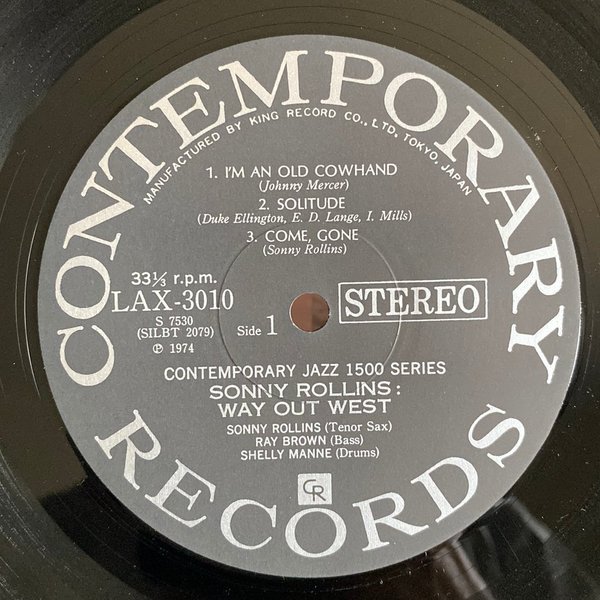 CONTEMPORARY
MANUFACTURED BY KING RECORD CO., LTD. TOKYO, JAPAN
1. I'M AN OLD COWHAND
(Johnny Mercer)
2. SOLITUDE
(Duke Ellington, E. D. Lange, I. Mills)
3. COME, GONE
(Sonny Rollins)
33⅓ r.p.m.
LAX-3010
S 7530
(SILBT 2079)
Ⓟ 1974
Side 1
STEREO
CONTEMPORARY JAZZ 1500 SERIES
SONNY ROLLINS:
WAY OUT WEST
SONNY ROLLINS (Tenor Sax)
RAY BROWN (Bass)
SHELLY MANNE (Drums)
CR
RECORDS